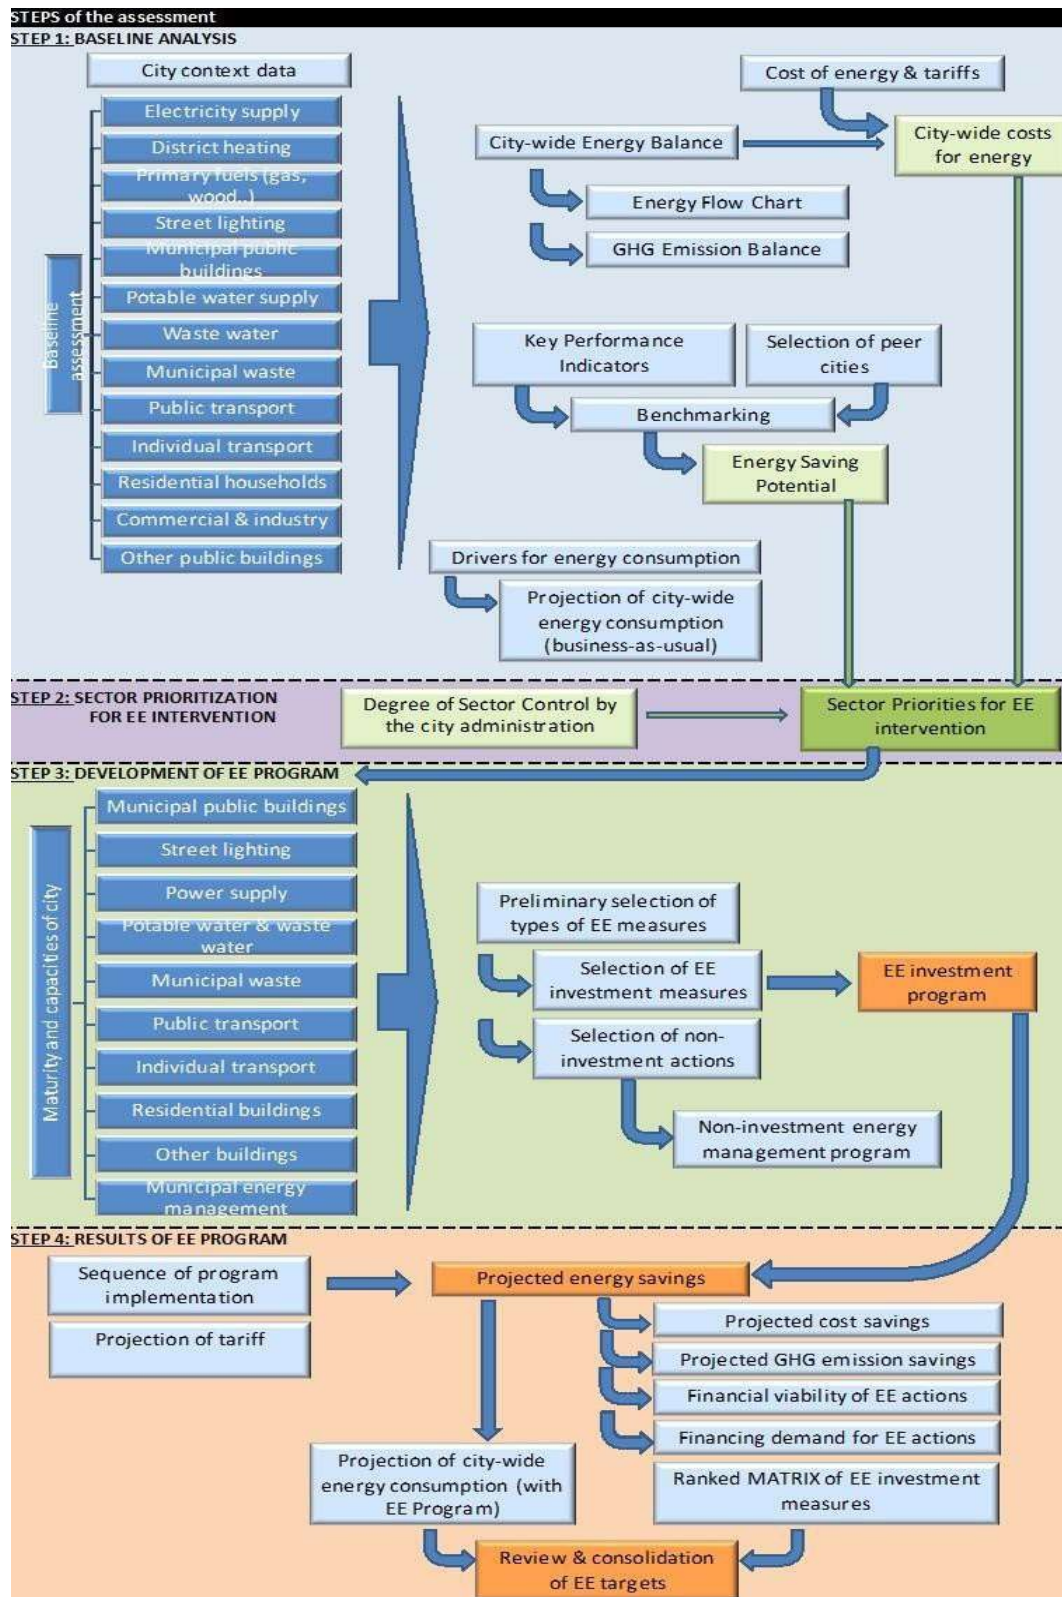 STEPS of the assessment
STEP 1: BASELINE ANALYSIS
City context data
Baseline
assessment
Electricity supply
District heating
Primary fuels (gas,
wood..)
Street lighting
Municipal public
buildings
Potable water supply
Waste water
Municipal waste
Public transport
Individual transport
Residential households
Commercial & industry
Other public buildings
Cost of energy & tariffs
City-wide Energy Balance
City-wide costs
for energy
Energy Flow Chart
GHG Emission Balance
Key Performance
Indicators
Selection of peer
cities
Benchmarking
Energy Saving
Potential
Drivers for energy consumption
Projection of city-wide
energy consumption
(business-as-usual)
STEP 2: SECTOR PRIORITIZATION
FOR EE INTERVENTION
Degree of Sector Control by
the city administration
Sector Priorities for EE
intervention
STEP 3: DEVELOPMENT OF EE PROGRAM
Maturity and capacities of city
Municipal public buildings
Street lighting
Power supply
Potable water & waste
water
Municipal waste
Public transport
Individual transport
Residential buildings
Other buildings
Municipal energy
management
Preliminary selection of
types of EE measures
Selection of EE
investment measures
EE investment
program
Selection of non-
investment actions
Non-investment energy
management program
STEP 4: RESULTS OF EE PROGRAM
Sequence of program
implementation
Projection of tariff
Projected energy savings
Projected cost savings
Projected GHG emission savings
Financial viability of EE actions
Financing demand for EE actions
Projection of city-wide
energy consumption (with
EE Program)
Ranked MATRIX of EE investment
measures
Review & consolidation
of EE targets